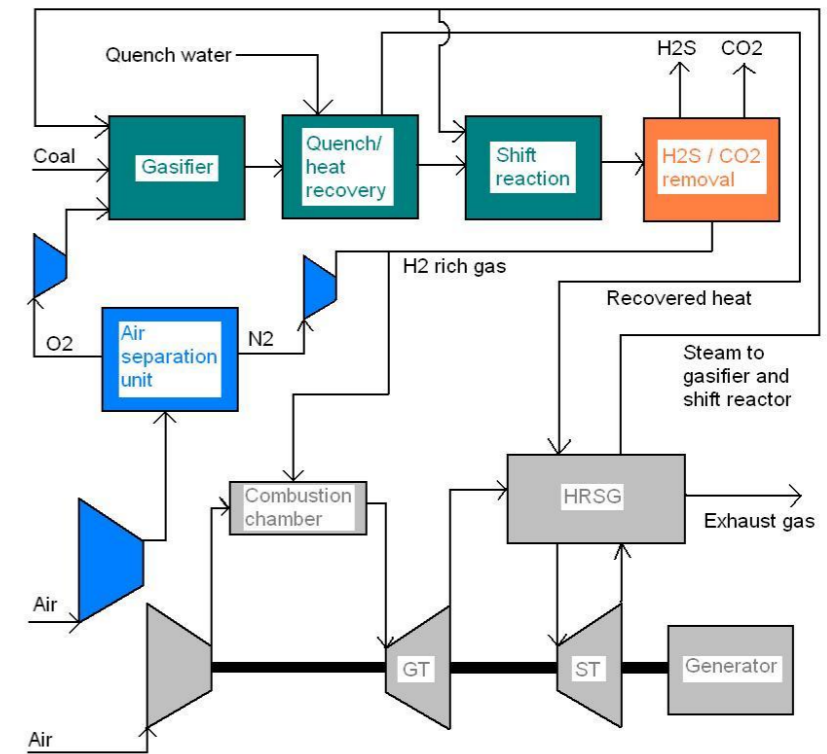 Quench water
H2S
CO2
Coal
Gasifier
Quench/
heat
recovery
Shift
reaction
H2S / CO2
removal
H2 rich gas
Recovered heat
O2
Air
separation
unit
N2
Steam to
gasifier and
shift reactor
Combustion
chamber
HRSG
Exhaust gas
Air
GT
ST
Generator
Air